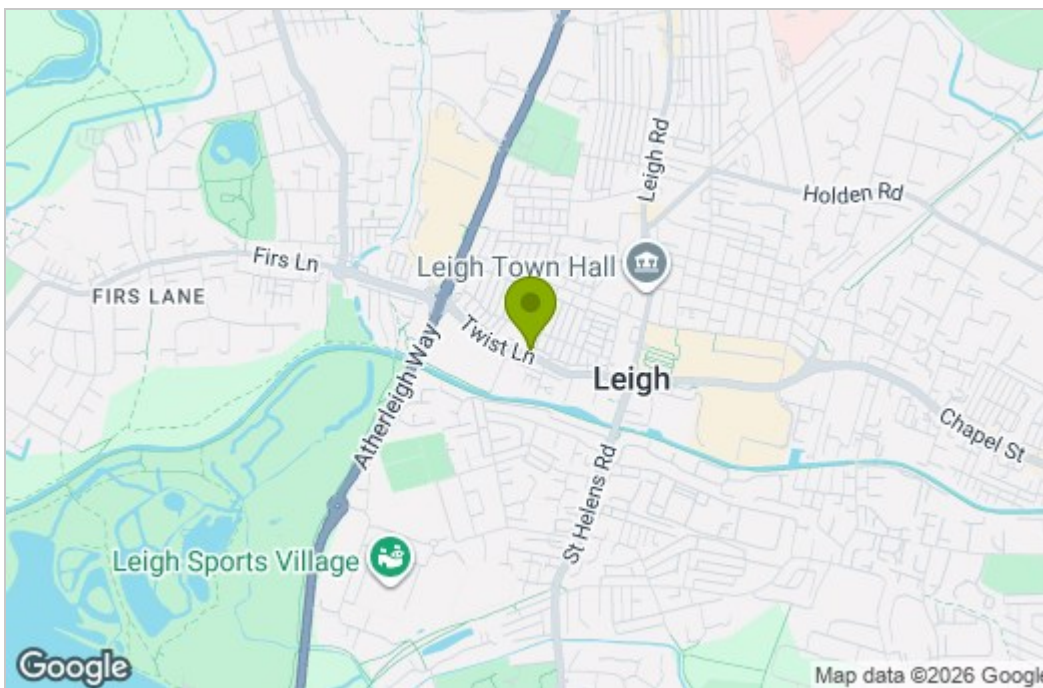 Leigh Rd
Holden Rd
Firs Ln
Leigh Town Hall
FIRS LANE
Twist Ln
Atherleigh Way
Leigh
Chapel St
St Helens Rd
Leigh Sports Village
Google
Map data ©2026 Google